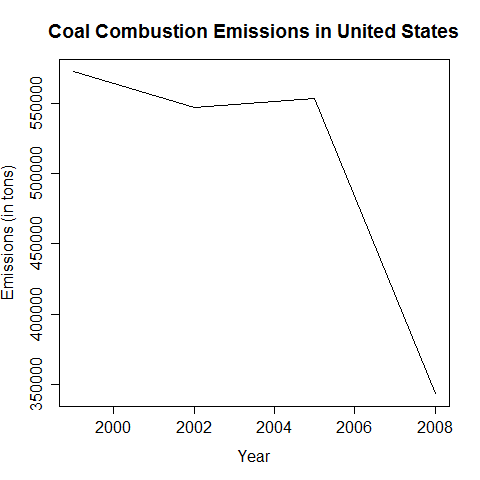 Coal Combustion Emissions in United States
Emissions (in tons)
550000
500000
450000
400000
350000
2000 2002 2004 2006 2008
Year